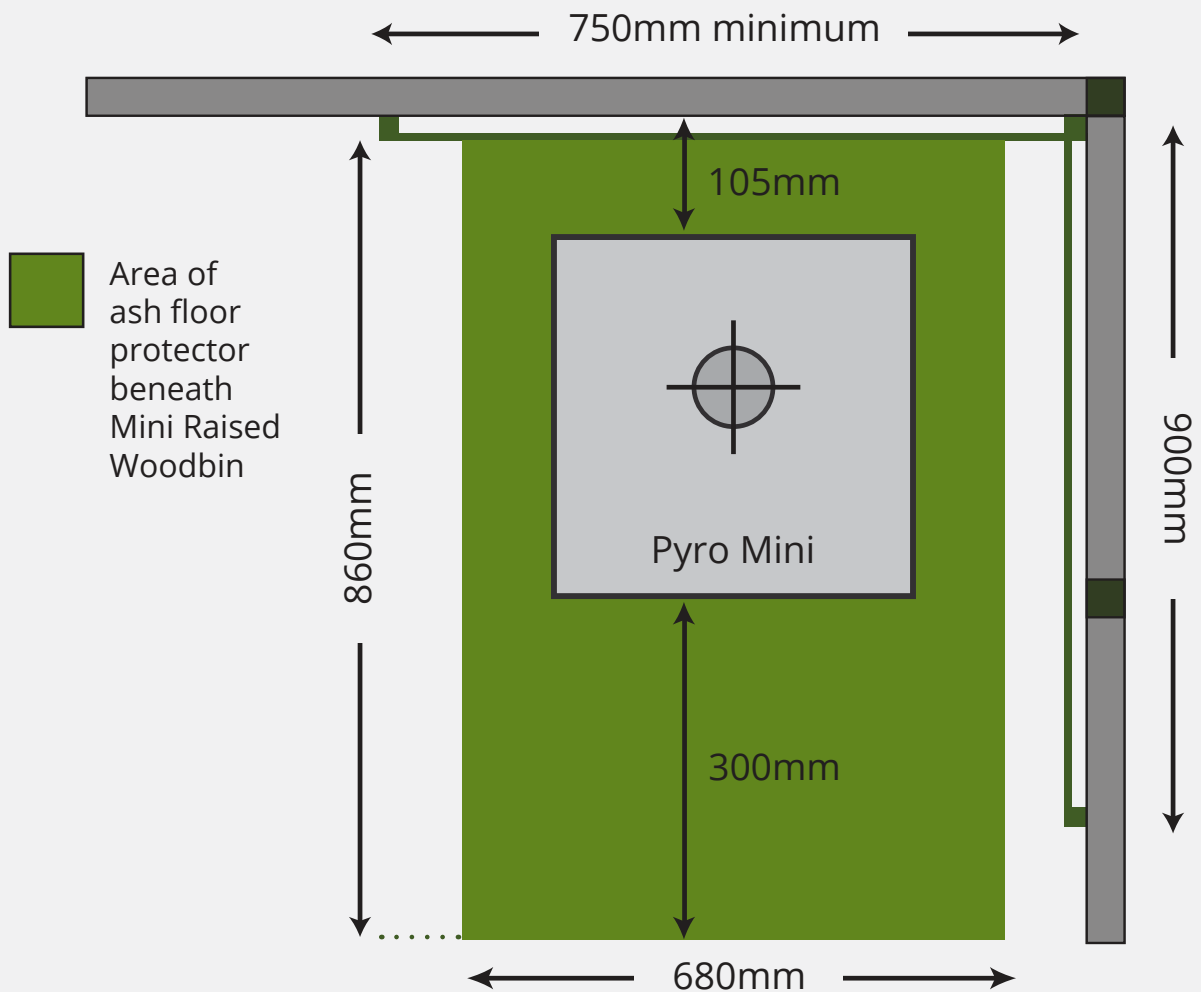 750mm minimum
105mm
Area of
ash floor
protector
beneath
Mini Raised
Woodbin
860mm
900mm
Pyro Mini
300mm
680mm